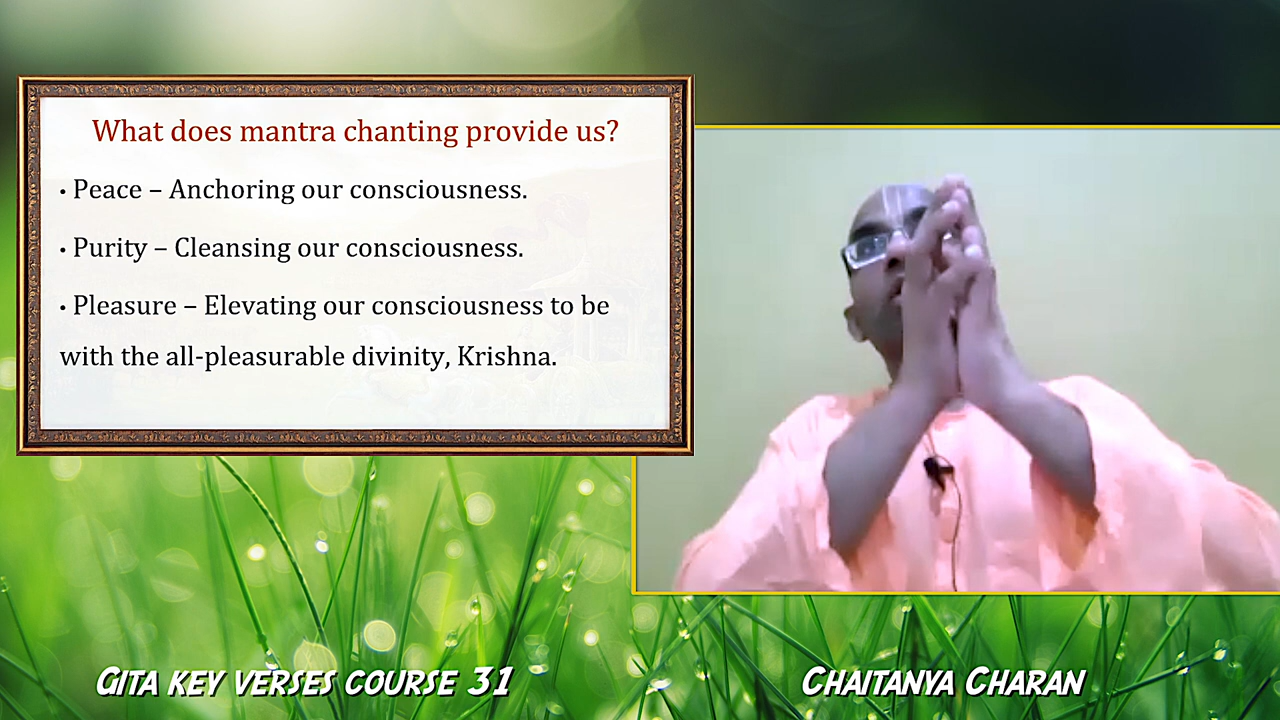 What does mantra chanting provide us?
• Peace – Anchoring our consciousness.
• Purity – Cleansing our consciousness.
• Pleasure – Elevating our consciousness to be
with the all-pleasurable divinity, Krishna.
Gita key verses course 31
Chaitanya Charan